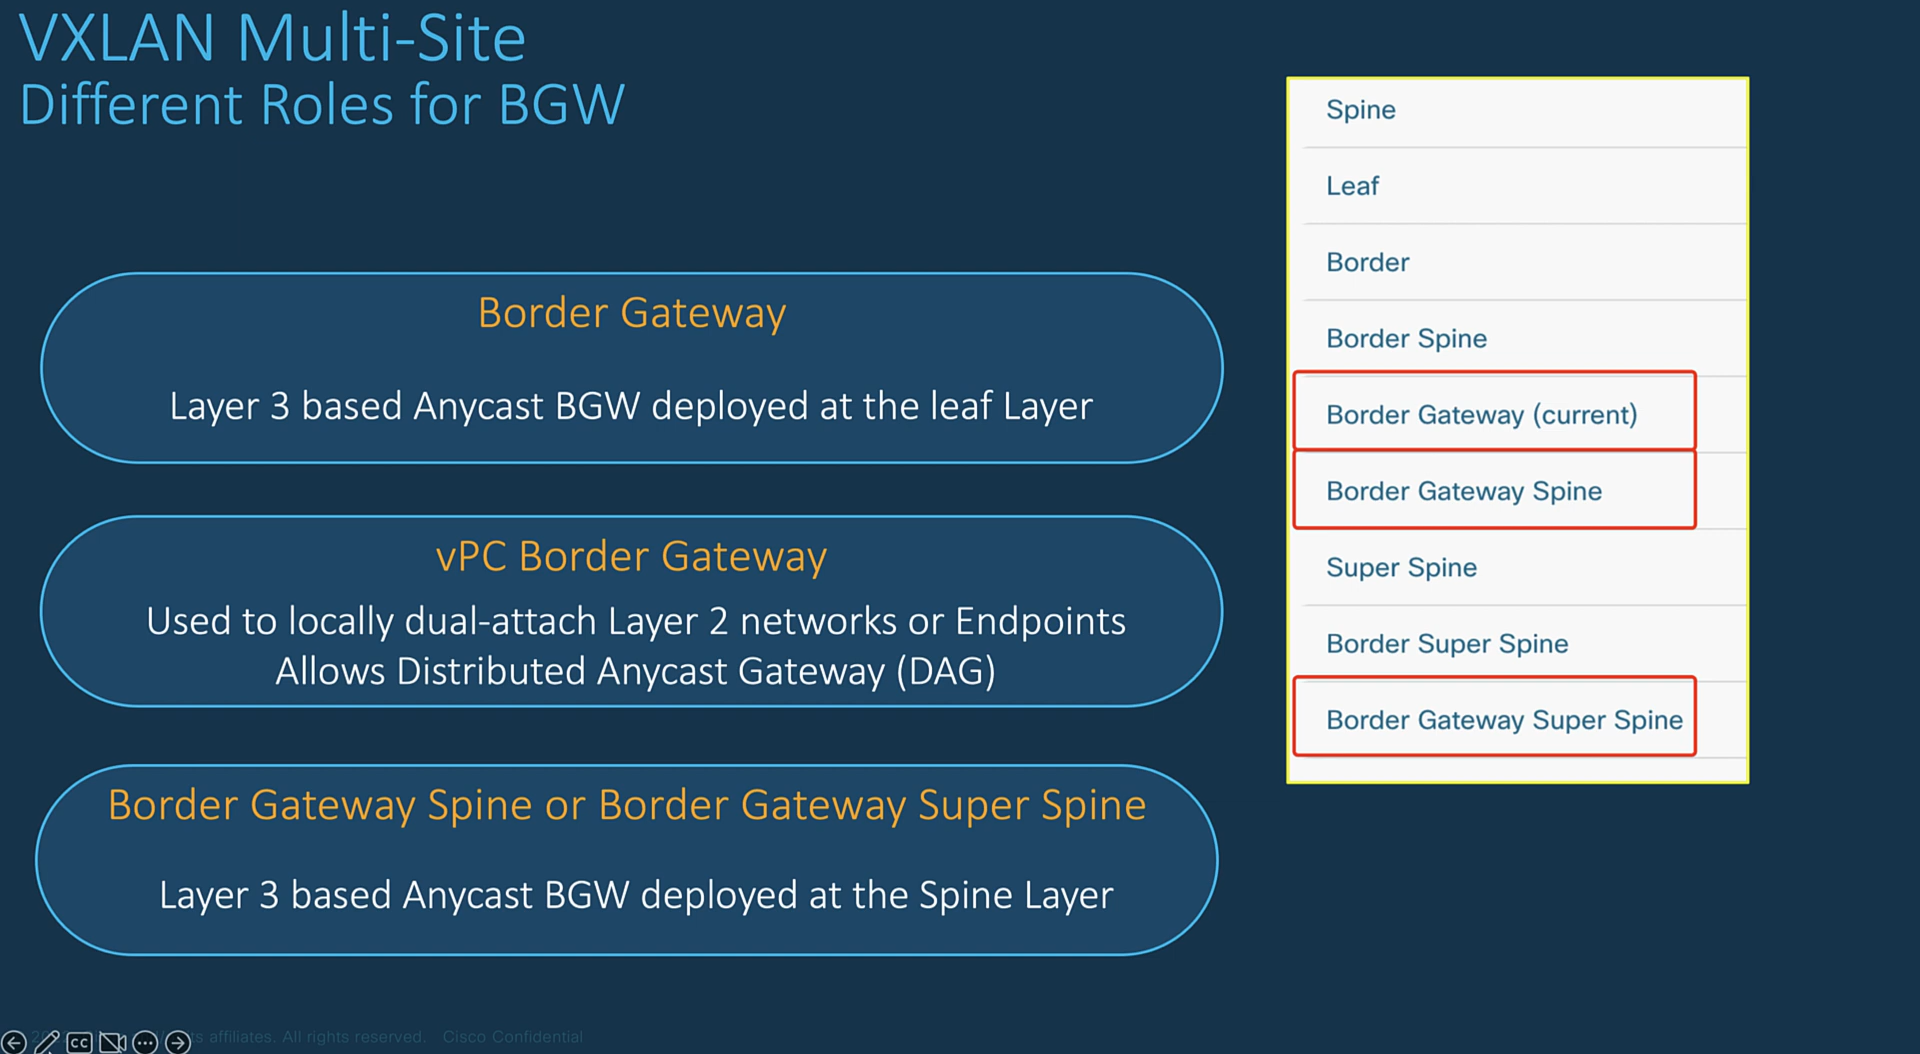 VXLAN Multi-Site
Different Roles for BGW
Border Gateway
Layer 3 based Anycast BGW deployed at the leaf Layer
vPC Border Gateway
Used to locally dual-attach Layer 2 networks or Endpoints
Allows Distributed Anycast Gateway (DAG)
Border Gateway Spine or Border Gateway Super Spine
Layer 3 based Anycast BGW deployed at the Spine Layer
Spine
Leaf
Border
Border Spine
Border Gateway (current)
Border Gateway Spine
Super Spine
Border Super Spine
Border Gateway Super Spine
affiliates. All rights reserved. Cisco Confidential
CC